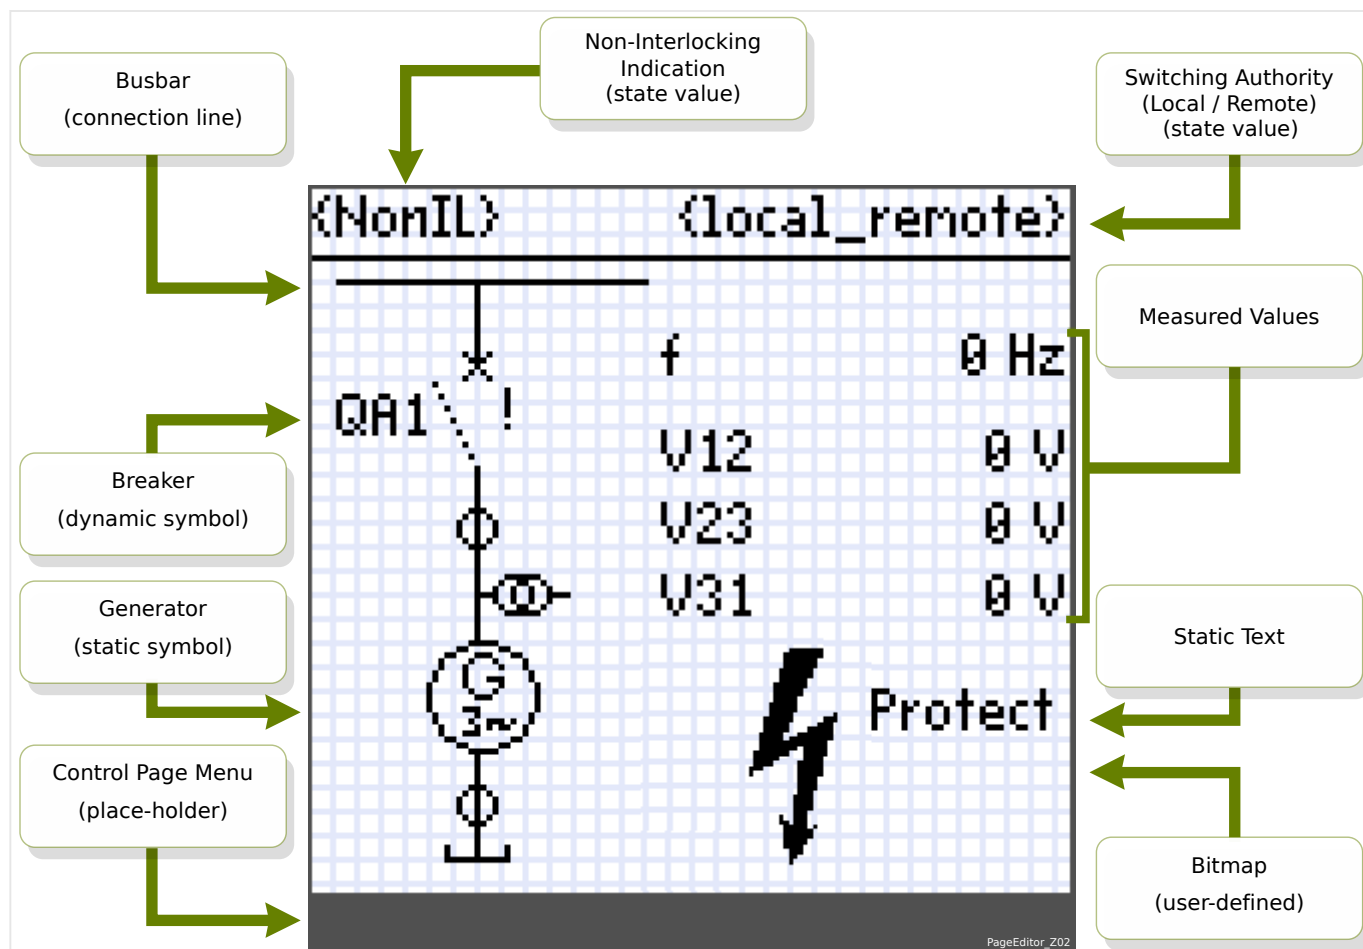 Non-Interlocking
Indication
(state value)
Busbar
(connection line)
Switching Authority
(Local / Remote)
(state value)
{NonIL} {local_remote}
Measured Values
f 0 Hz
QA1 !
V12 0 V
Breaker
(dynamic symbol)
V23 0 V
V31 0 V
Generator
(static symbol)
Static Text
G
3~
Protect
Control Page Menu
(place-holder)
Bitmap
(user-defined)
PageEditor_Z02